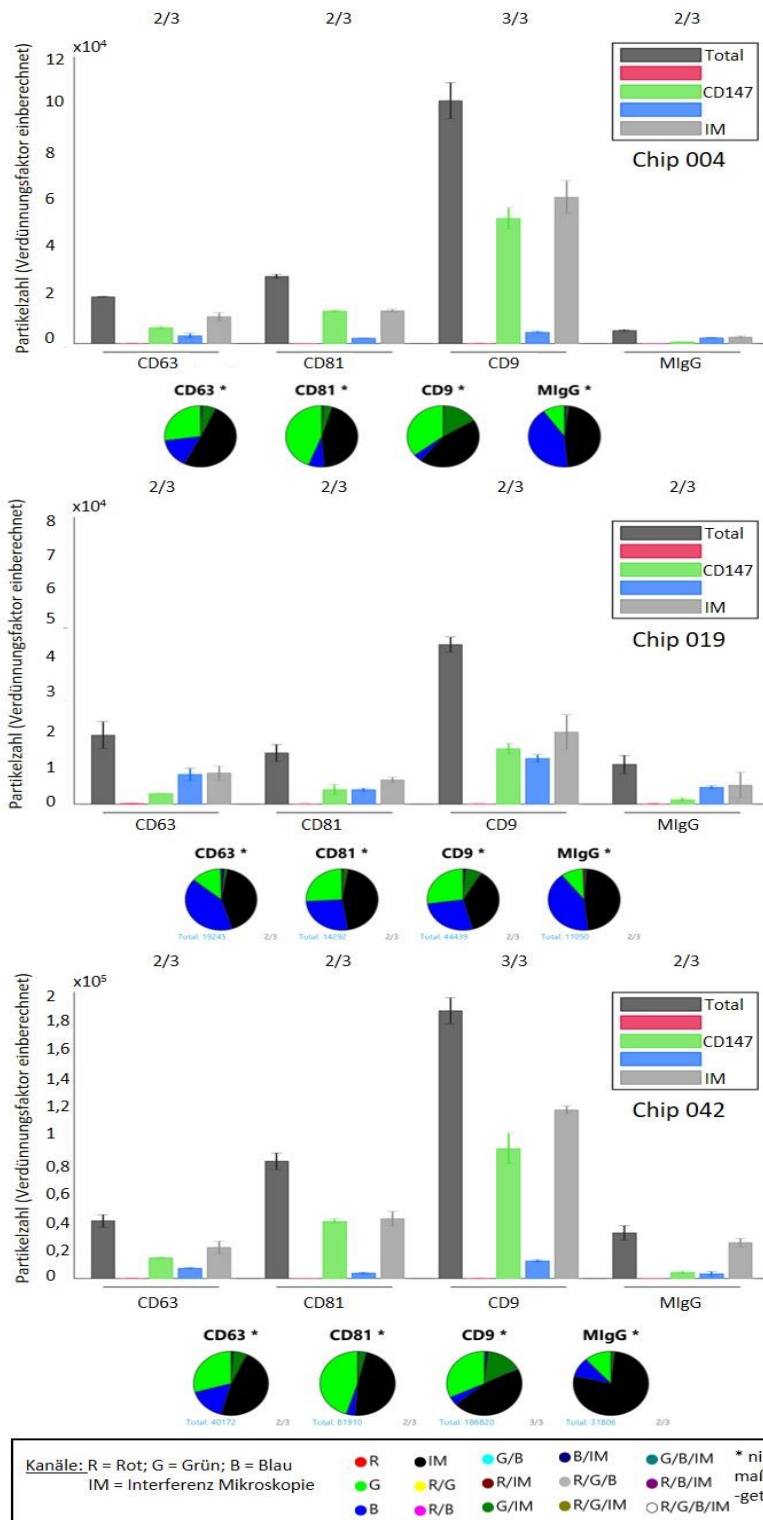 2/3 2/3 3/3 2/3
x10⁴
Partikelzahl (Verdünnungsfaktor einberechnet)
12
10
8
6
4
2
0
Total
CD147
IM
Chip 004
CD63 CD81 CD9 MIgG
CD63 * CD81 * CD9 * MIgG *
2/3 2/3 2/3 2/3
x10⁴
Partikelzahl (Verdünnungsfaktor einberechnet)
8
7
6
5
4
3
2
1
0
Total
CD147
IM
Chip 019
CD63 CD81 CD9 MIgG
CD63 * CD81 * CD9 * MIgG *
Total: 19245 2/3 Total: 14292 2/3 Total: 44439 2/3 Total: 11050 2/3
2/3 2/3 3/3 2/3
x10⁵
Partikelzahl (Verdünnungsfaktor einberechnet)
2
1,8
1,6
1,4
1,2
1
0,8
0,6
0,4
0,2
0
Total
CD147
IM
Chip 042
CD63 CD81 CD9 MIgG
CD63 * CD81 * CD9 * MIgG *
Total: 40172 2/3 Total: 81910 2/3 Total: 186820 3/3 Total: 31806 2/3
Kanäle: R = Rot; G = Grün; B = Blau
IM = Interferenz Mikroskopie
R IM G/B B/IM G/B/IM
G R/G R/IM R/G/B R/B/IM
B R/B G/IM R/G/IM R/G/B/IM
* ni
maß
-get